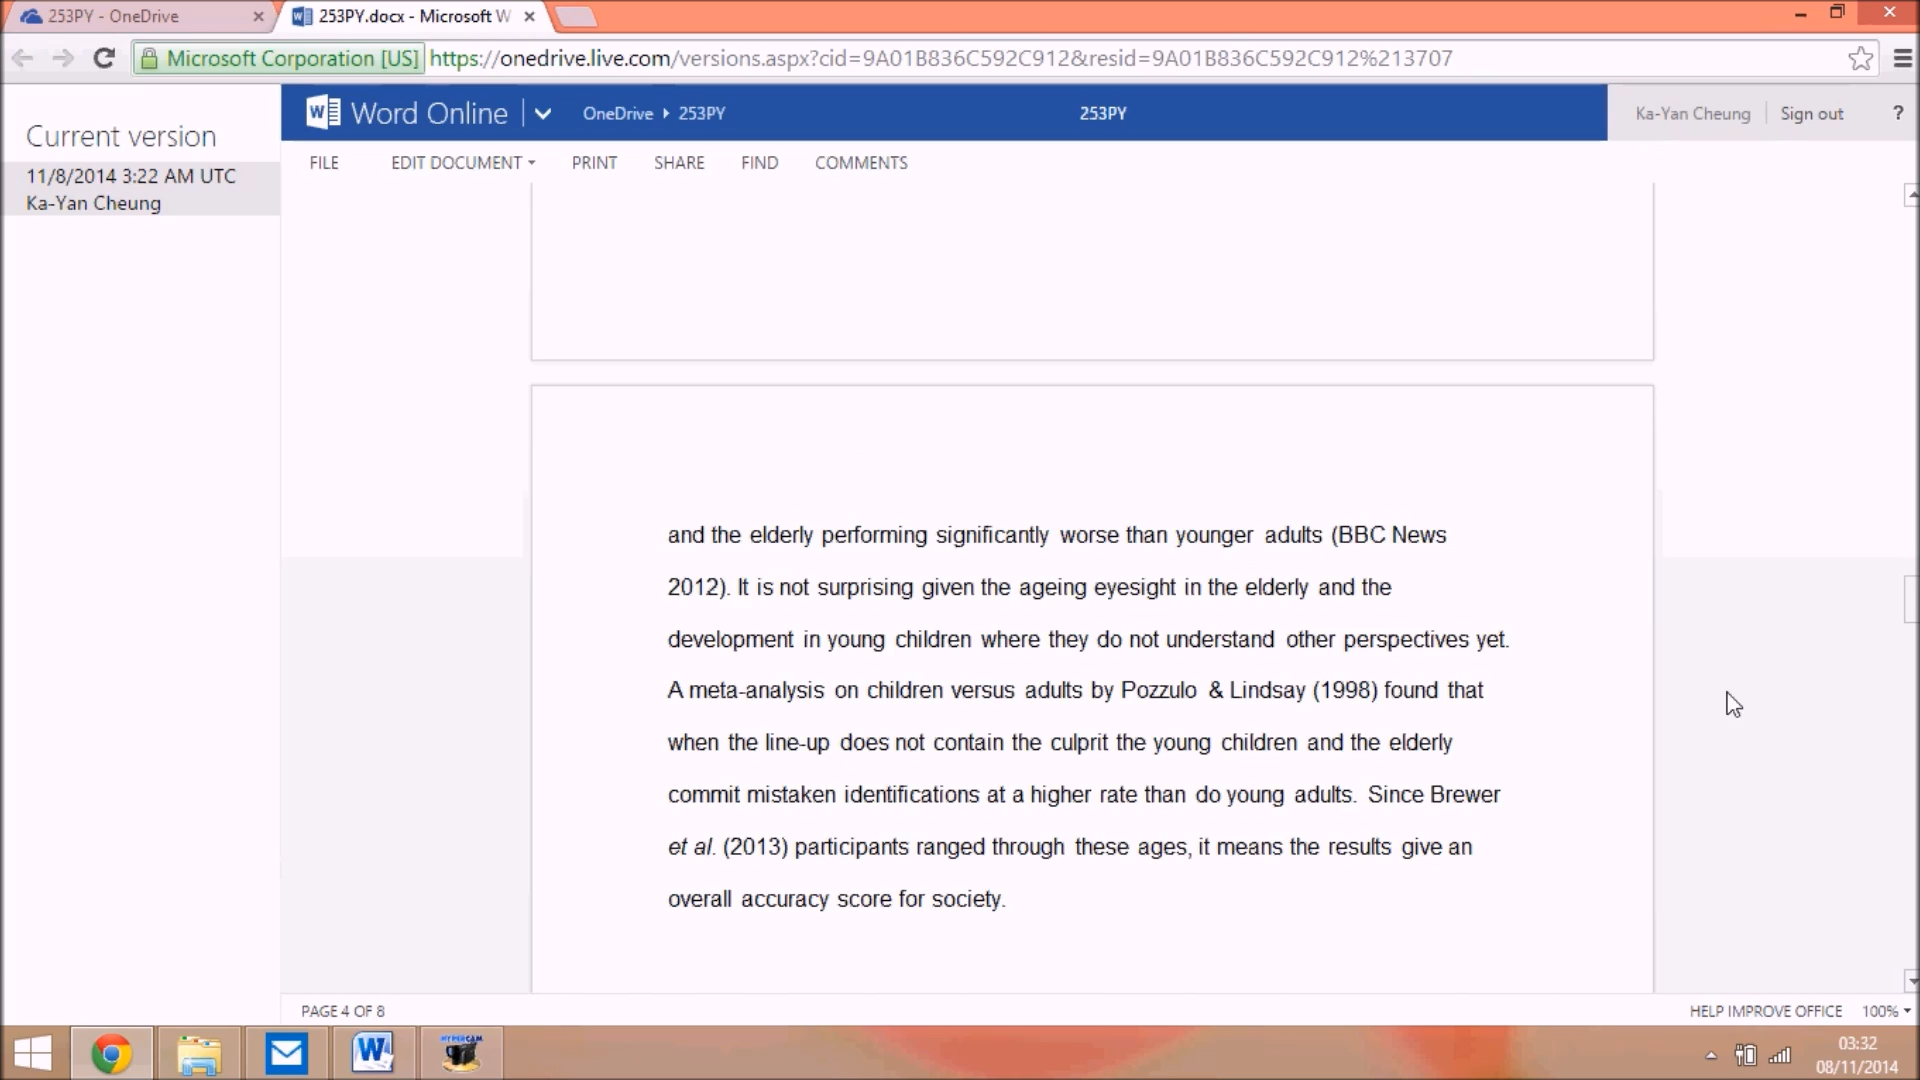 253PY - OneDrive
253PY.docx - Microsoft W
Microsoft Corporation [US] https://onedrive.live.com/versions.aspx?cid=9A01B836C592C912&resid=9A01B836C592C912%213707
Current version
11/8/2014 3:22 AM UTC
Ka-Yan Cheung
Word Online
OneDrive 253PY
253PY
Ka-Yan Cheung Sign out ?
FILE EDIT DOCUMENT PRINT SHARE FIND COMMENTS
and the elderly performing significantly worse than younger adults (BBC News
2012). It is not surprising given the ageing eyesight in the elderly and the
development in young children where they do not understand other perspectives yet.
A meta-analysis on children versus adults by Pozzulo & Lindsay (1998) found that
when the line-up does not contain the culprit the young children and the elderly
commit mistaken identifications at a higher rate than do young adults. Since Brewer
et al. (2013) participants ranged through these ages, it means the results give an
overall accuracy score for society.
PAGE 4 OF 8
HELP IMPROVE OFFICE 100%
HYPERCAM
03:32
08/11/2014